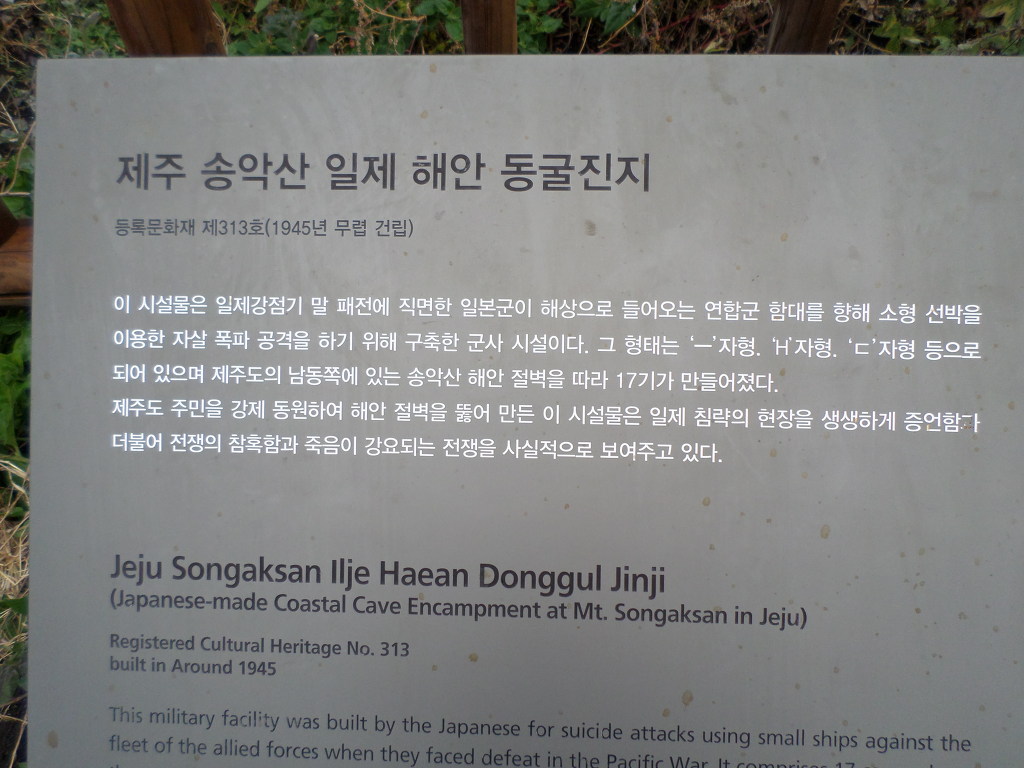 제주 송악산 일제 해안 동굴진지
등록문화재 제313호(1945년 무렵 건립)
이 시설물은 일제강점기 말 패전에 직면한 일본군이 해상으로 들어오는 연합군 함대를 향해 소형 선박을
이용한 자살 폭파 공격을 하기 위해 구축한 군사 시설이다. 그 형태는 ‘ㅡ’자형. ‘H’자형. ‘ㄷ’자형 등으로
되어 있으며 제주도의 남동쪽에 있는 송악산 해안 절벽을 따라 17기가 만들어졌다.
제주도 주민을 강제 동원하여 해안 절벽을 뚫어 만든 이 시설물은 일제 침략의 현장을 생생하게 증언함과
더불어 전쟁의 참혹함과 죽음이 강요되는 전쟁을 사실적으로 보여주고 있다.
Jeju Songaksan Ilje Haean Donggul Jinji
(Japanese-made Coastal Cave Encampment at Mt. Songaksan in Jeju)
Registered Cultural Heritage No. 313
built in Around 1945
This military facility was built by the Japanese for suicide attacks using small ships against the
fleet of the allied forces when they faced defeat in the Pacific War. It comprises 17